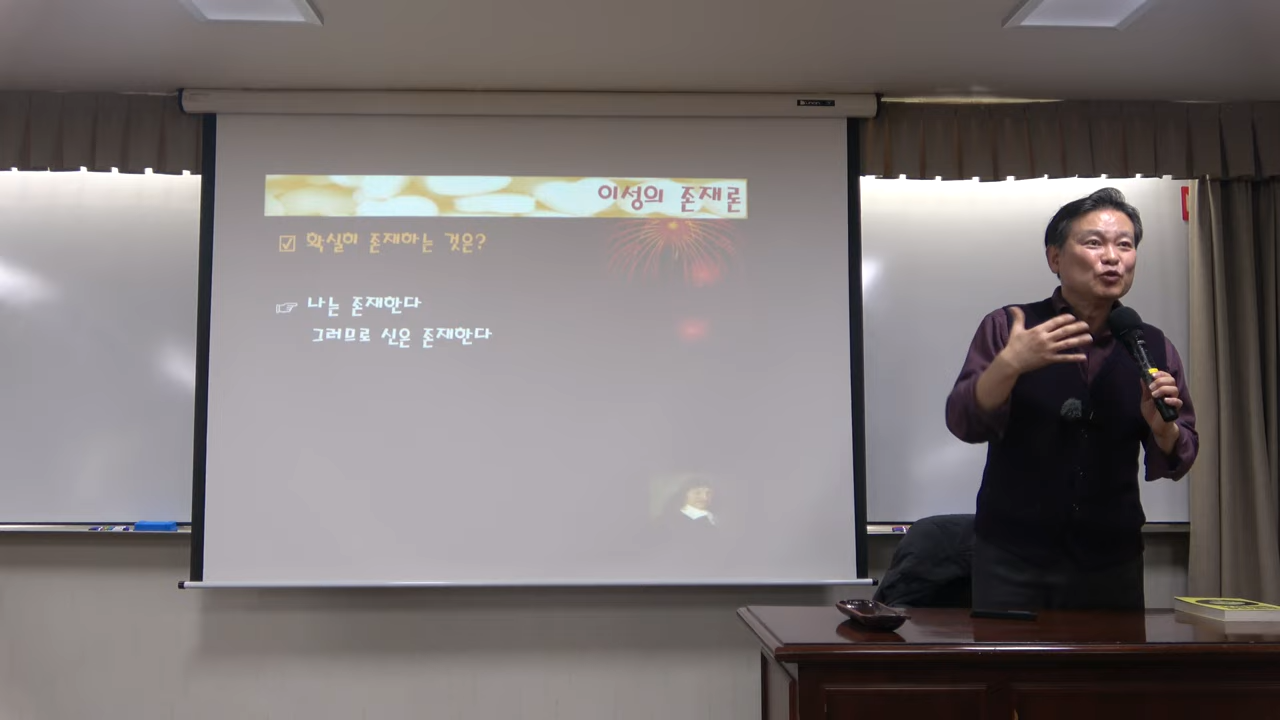 이성의 존재론
확실히 존재하는 것은?
나는 존재한다
그러므로 신은 존재한다